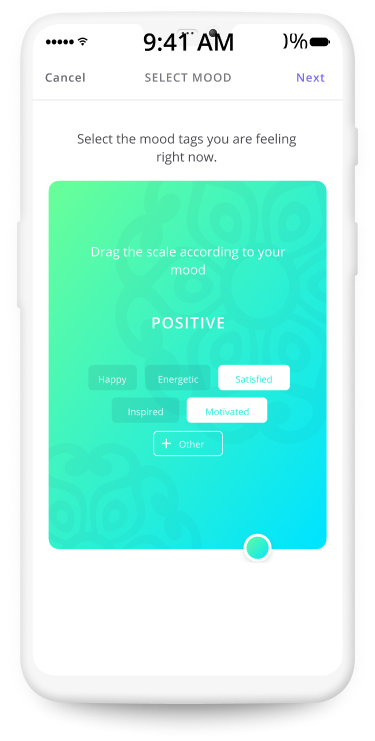 9:41 AM
)%
Cancel SELECT MOOD Next
Select the mood tags you are feeling
right now.
Drag the scale according to your
mood
POSITIVE
Happy Energetic Satisfied
Inspired Motivated
+ Other